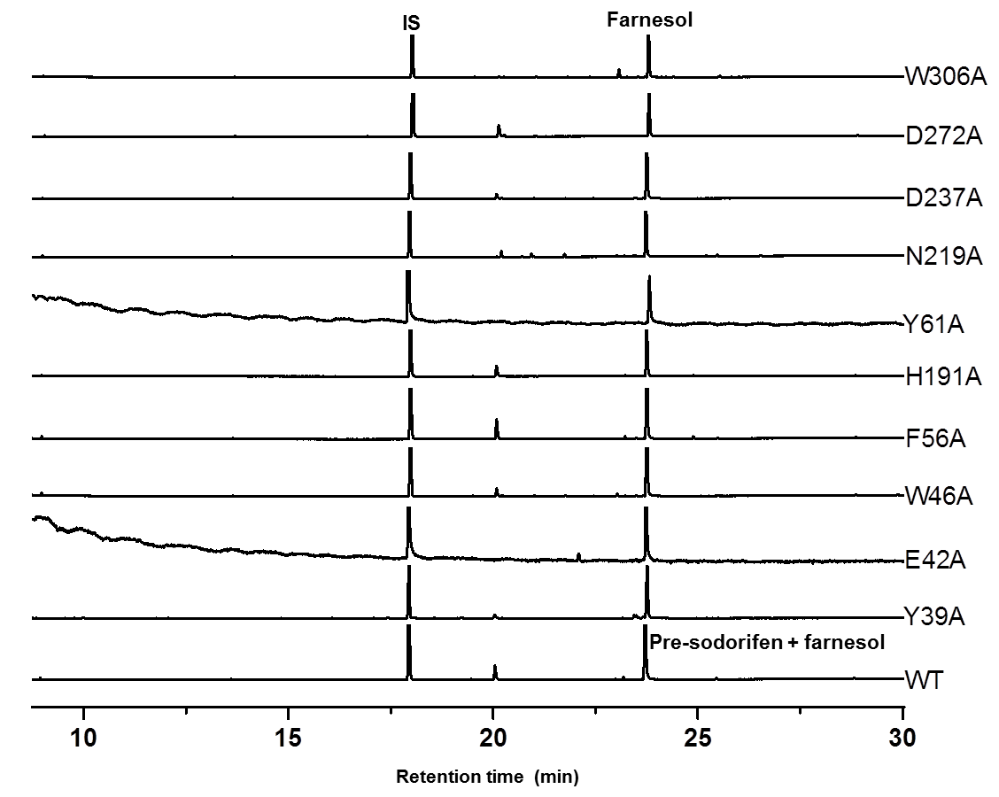 IS
Farnesol
W306A
D272A
D237A
N219A
Y61A
H191A
F56A
W46A
E42A
Y39A
Pre-sodorifen + farnesol
WT
10 15 20 25 30
Retention time (min)